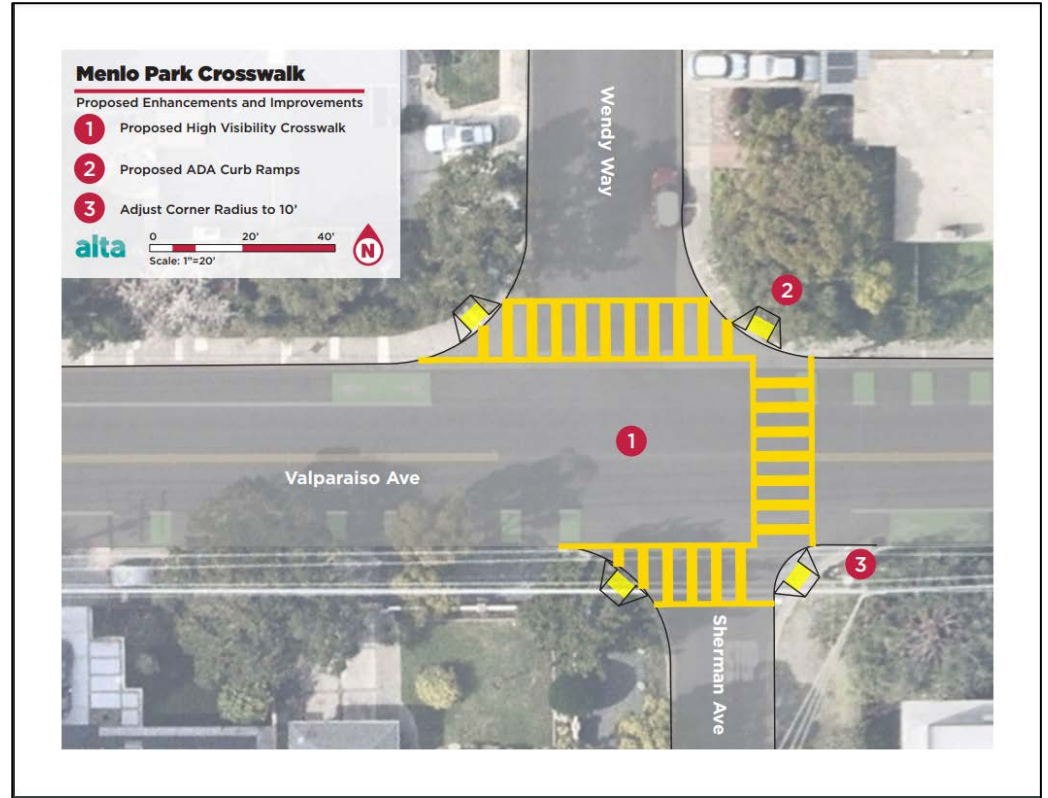 Menlo Park Crosswalk
Proposed Enhancements and Improvements
1 Proposed High Visibility Crosswalk
2 Proposed ADA Curb Ramps
3 Adjust Corner Radius to 10'
alta
0 20' 40'
Scale: 1"=20'
N
Wendy Way
2
1
Valparaiso Ave
3
Sherman Ave